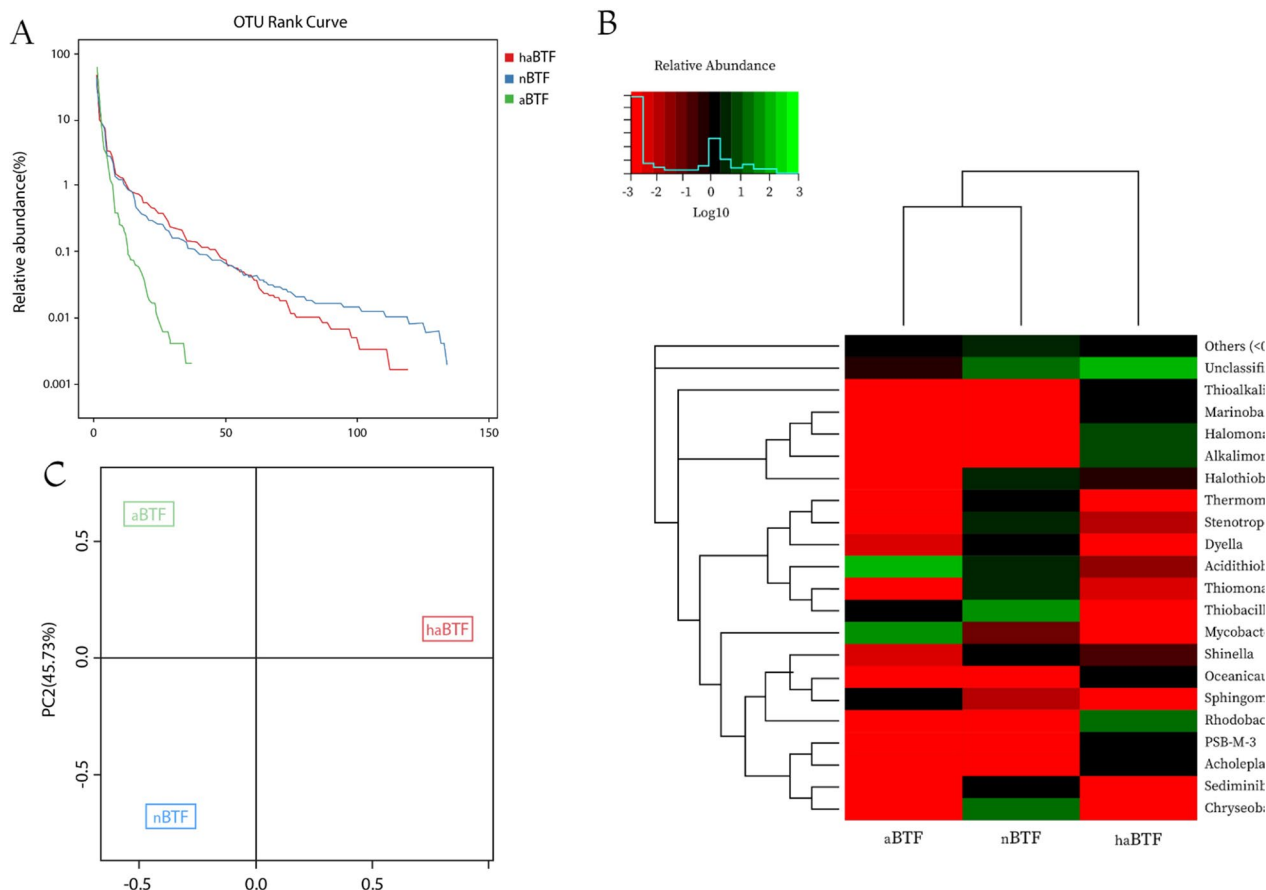 A
OTU Rank Curve
haBTF
nBTF
aBTF
Relative abundance(%)
100
10
1
0.1
0.01
0.001
0
50
100
150
B
Relative Abundance
-3
-2
-1
0
1
2
3
Log10
Others (<0
Unclassifi
Thioalkali
Marinoba
Halomona
Alkalimor
Halothiob
Thermom
Stenotrop
Dyella
Acidithiob
Thiomona
Thiobacill
Mycobact
Shinella
Oceanicau
Sphingom
Rhodobac
PSB-M-3
Acholepla
Sediminib
Chryseoba
aBTF
nBTF
haBTF
C
aBTF
haBTF
nBTF
PC2(45.73%)
0.5
0.0
-0.5
-0.5
0.0
0.5